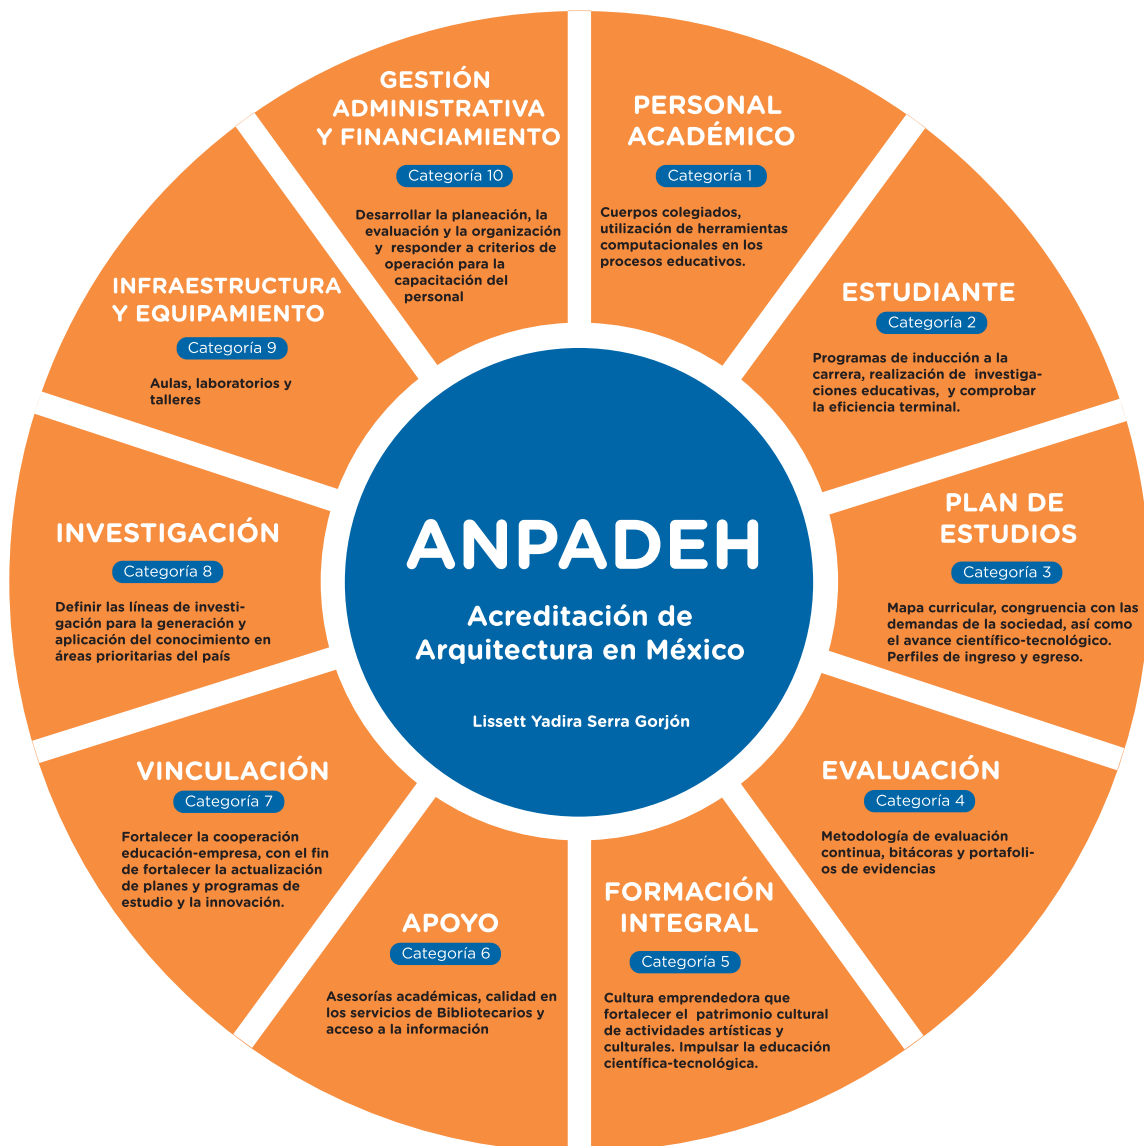 ANPADEH
Acreditación de
Arquitectura en México
Lissett Yadira Serra Gorjón
PERSONAL
ACADÉMICO
Categoría 1
Cuerpos colegiados,
utilización de herramientas
computacionales en los
procesos educativos.
ESTUDIANTE
Categoría 2
Programas de inducción a la
carrera, realización de investiga-
ciones educativas, y comprobar
la eficiencia terminal.
PLAN DE
ESTUDIOS
Categoría 3
Mapa curricular, congruencia con las
demandas de la sociedad, así como
el avance científico-tecnológico.
Perfiles de ingreso y egreso.
EVALUACIÓN
Categoría 4
Metodología de evaluación
continua, bitácoras y portafoli-
os de evidencias
FORMACIÓN
INTEGRAL
Categoría 5
Cultura emprendedora que
fortalecer el patrimonio cultural
de actividades artísticas y
culturales. Impulsar la educación
científica-tecnológica.
APOYO
Categoría 6
Asesorías académicas, calidad en
los servicios de Bibliotecarios y
acceso a la información
VINCULACIÓN
Categoría 7
Fortalecer la cooperación
educación-empresa, con el fin
de fortalecer la actualización
de planes y programas de
estudio y la innovación.
INVESTIGACIÓN
Categoría 8
Definir las líneas de investi-
gación para la generación y
aplicación del conocimiento en
áreas prioritarias del país
INFRAESTRUCTURA
Y EQUIPAMIENTO
Categoría 9
Aulas, laboratorios y
talleres
GESTIÓN
ADMINISTRATIVA
Y FINANCIAMIENTO
Categoría 10
Desarrollar la planeación, la
evaluación y la organización
y responder a criterios de
operación para la
capacitación del
personal